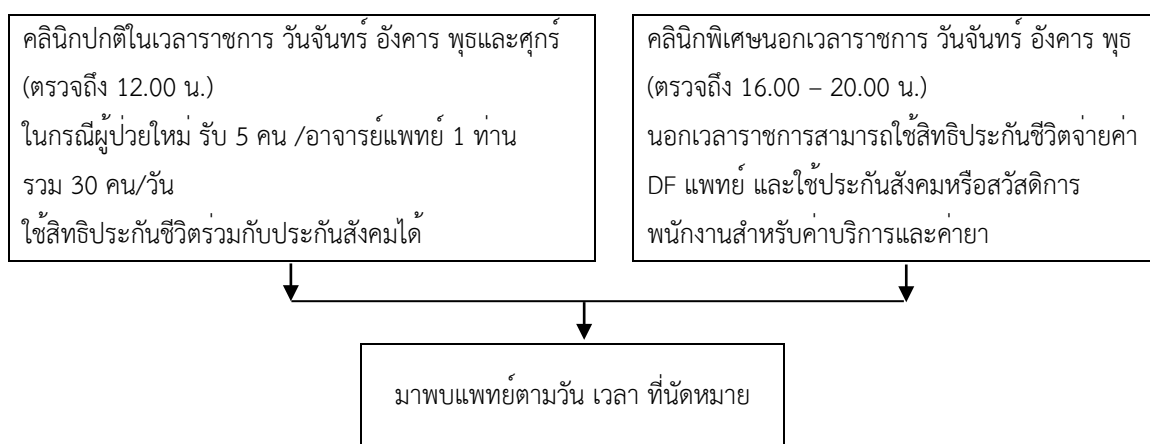 คลินิกปกติในเวลาราชการ วันจันทร์ อังคาร พุธและศุกร์
(ตรวจถึง 12.00 น.)
ในกรณีผู้ป่วยใหม่ รับ 5 คน /อาจารย์แพทย์ 1 ท่าน
รวม 30 คน/วัน
ใช้สิทธิประกันชีวิตร่วมกับประกันสังคมได้
คลินิกพิเศษนอกเวลาราชการ วันจันทร์ อังคาร พุธ
(ตรวจถึง 16.00 – 20.00 น.)
นอกเวลาราชการสามารถใช้สิทธิประกันชีวิตจ่ายค่า
DF แพทย์ และใช้ประกันสังคมหรือสวัสดิการ
พนักงานสำหรับค่าบริการและค่ายา
มาพบแพทย์ตามวัน เวลา ที่นัดหมาย